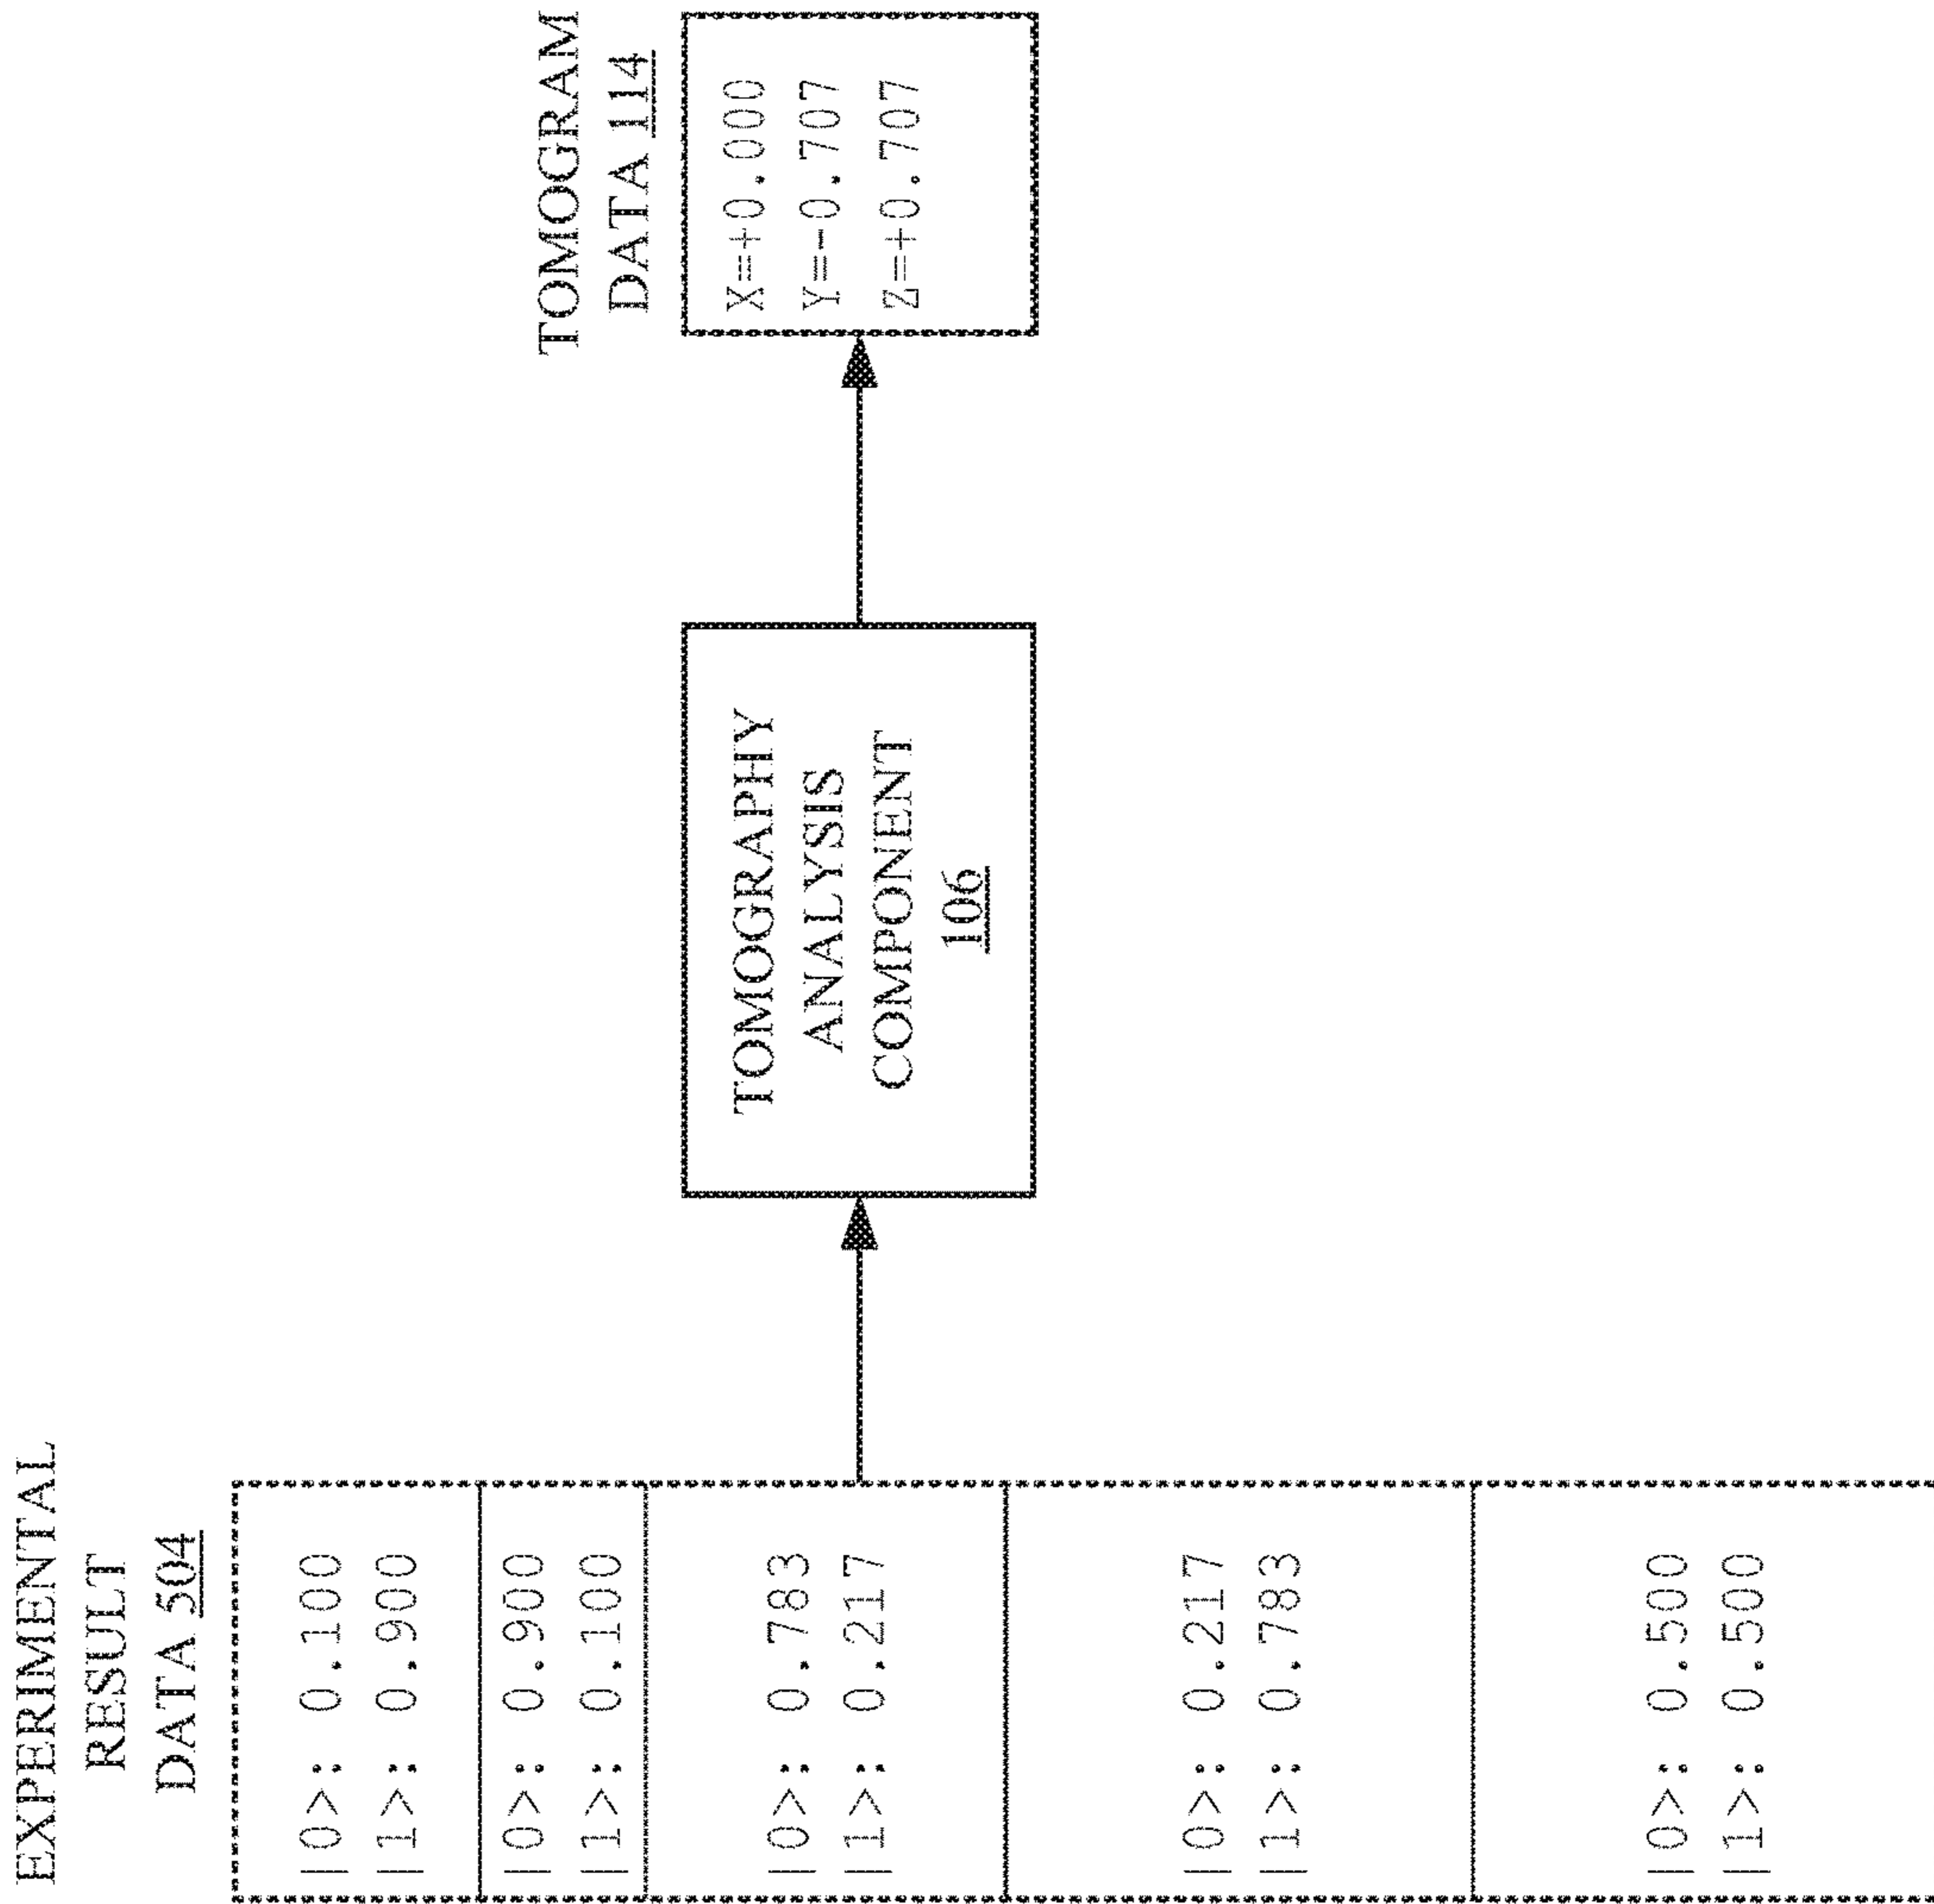 EXPERIMENTAL
RESULT
DATA 504
|0>: 0.100
|1>: 0.900
|0>: 0.900
|1>: 0.100
|0>: 0.783
|1>: 0.217
|0>: 0.217
|1>: 0.783
|0>: 0.500
|1>: 0.500
TOMOGRAPHY
ANALYSIS
COMPONENT
106
TOMOGRAM
DATA 114
X=+0.000
Y=-0.707
Z=+0.707